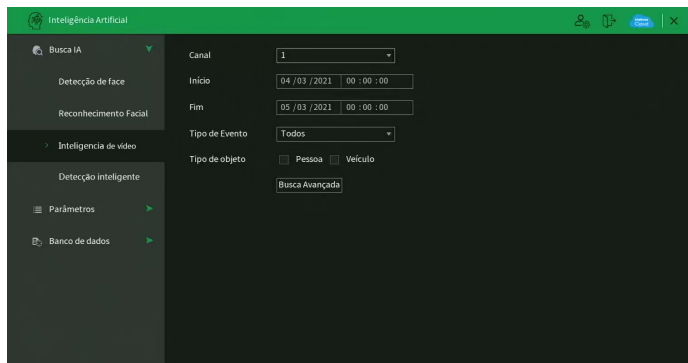 Inteligência Artificial
Cloud
Busca IA
Detecção de face
Reconhecimento Facial
Inteligencia de vídeo
Detecção inteligente
Parâmetros
Banco de dados
Canal 1
Início 04 /03 /2021 00 : 00 : 00
Fim 05 /03 /2021 00 : 00 : 00
Tipo de Evento Todos
Tipo de objeto Pessoa Veículo
Busca Avançada